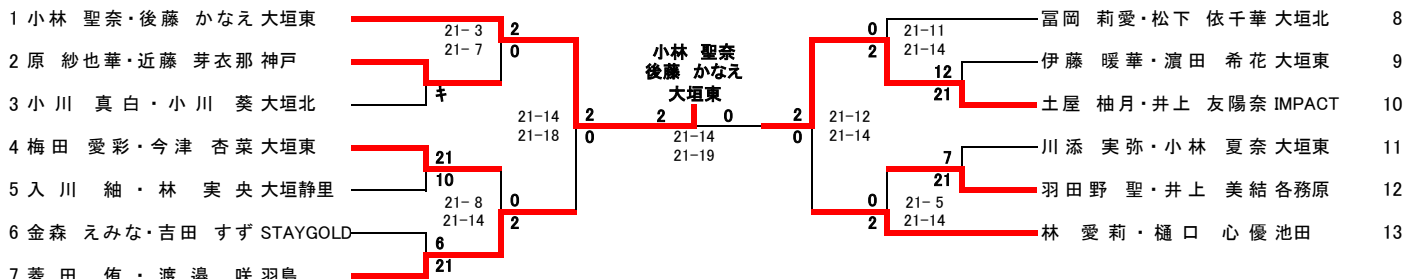 1 小林 聖奈・後藤 かなえ 大垣東
2 原 紗也華・近藤 芽衣那 神戸
3 小川 真白・小川 葵 大垣北
4 梅田 愛彩・今津 杏菜 大垣東
5 入川 紬・林 実央 大垣静里
6 金森 えみな・吉田 すず STAYGOLD
7 菱田 侑・渡邉 咲 羽島
21-3
21-7
2
0
キ
21
10
6
21
21-8
21-14
0
2
21-14
21-18
2
0
小林 聖奈
後藤 かなえ
大垣東
2 0
21-14
21-19
2
0
21-12
21-14
0
2
21-11
21-14
12
21
7
21
0
2
21-5
21-14
冨岡 莉愛・松下 依千華 大垣北 8
伊藤 暖華・濵田 希花 大垣東 9
土屋 柚月・井上 友陽奈 IMPACT 10
川添 実弥・小林 夏奈 大垣東 11
羽田野 聖・井上 美結 各務原 12
林 愛莉・樋口 心優 池田 13